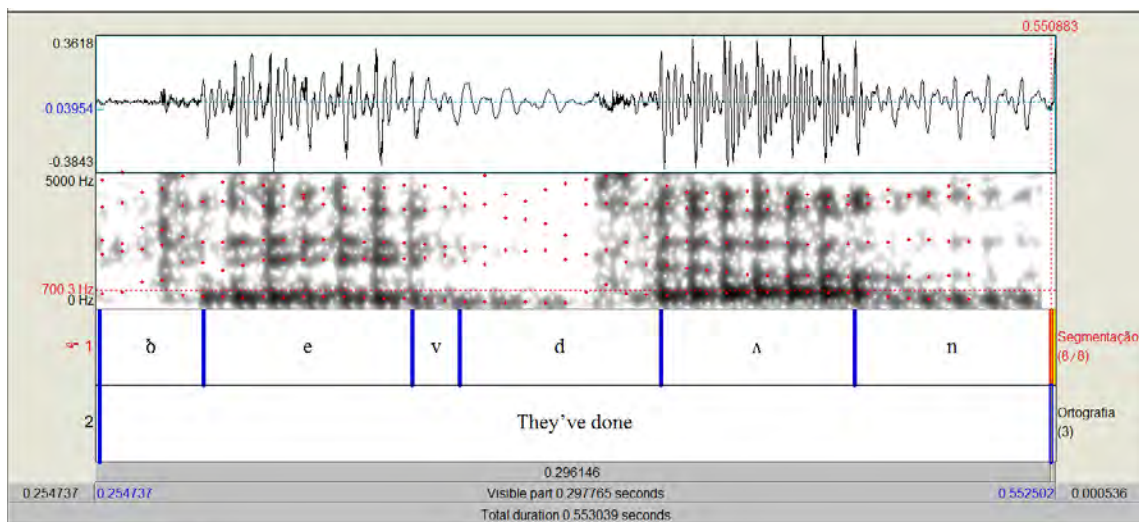 0.550883
0.3618
-0.03954
-0.3843
5000 Hz
700.3 Hz
0 Hz
1 ð e v d ʌ n Segmentação (6/6)
2 They've done Ortografia (3)
0.296146
0.254737 0.254737 Visible part 0.297765 seconds 0.552502 0.000536
Total duration 0.553039 seconds